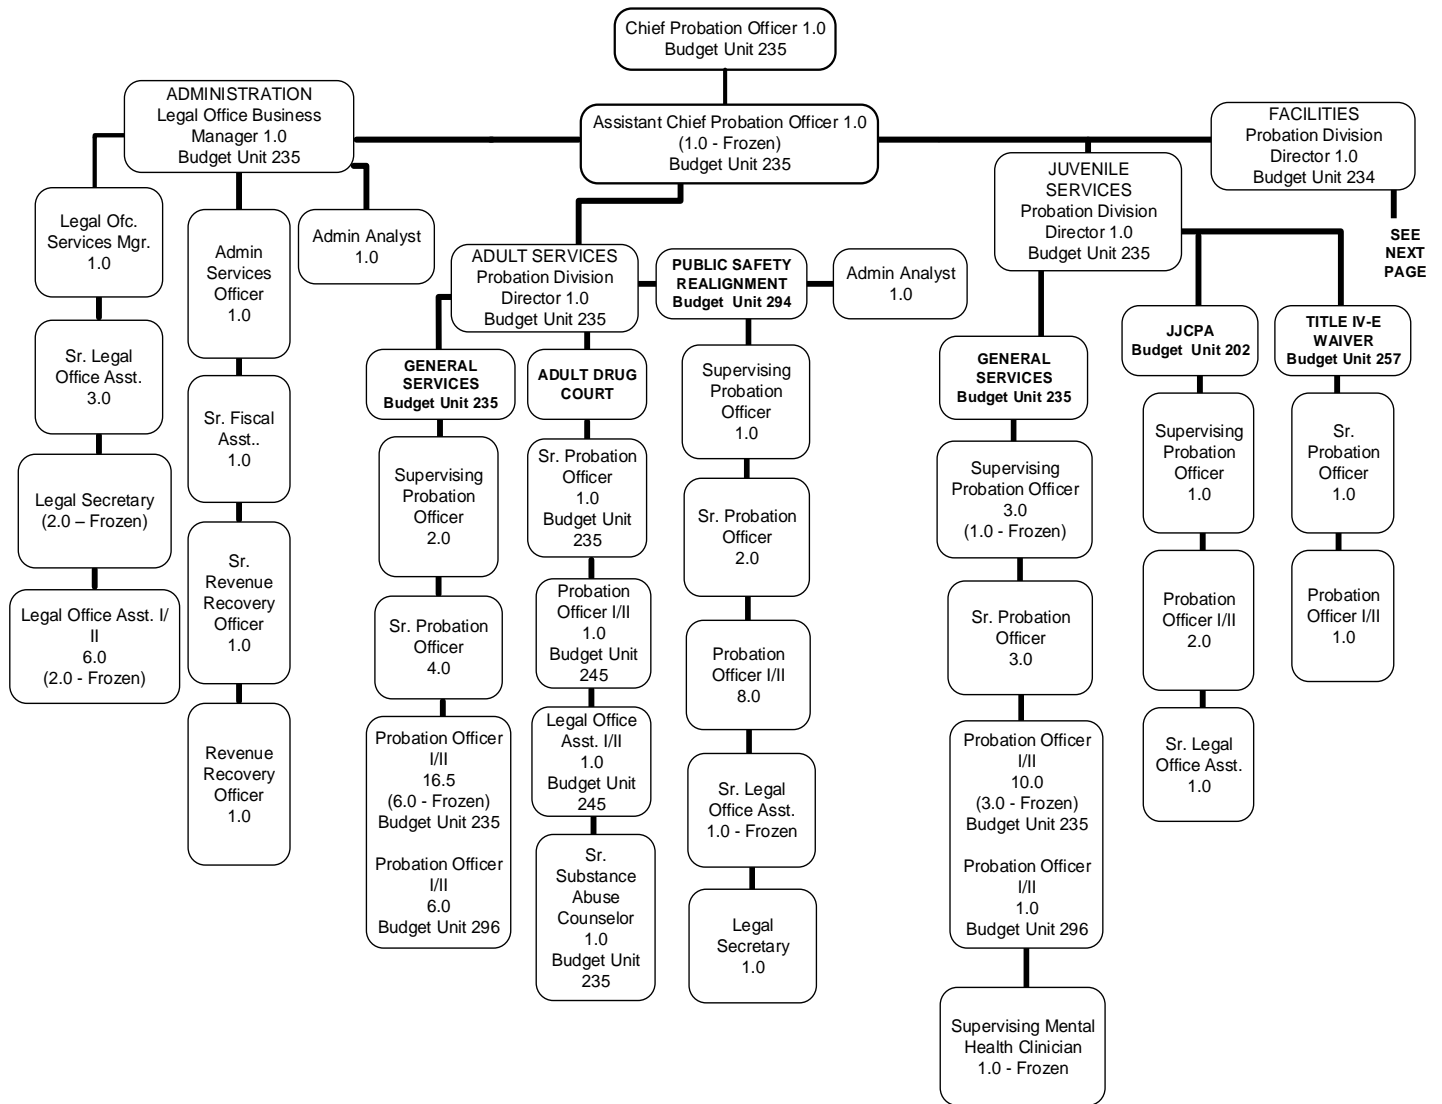 Chief Probation Officer 1.0
Budget Unit 235
ADMINISTRATION
Legal Office Business
Manager 1.0
Budget Unit 235
Assistant Chief Probation Officer 1.0
(1.0 - Frozen)
Budget Unit 235
FACILITIES
Probation Division
Director 1.0
Budget Unit 234
SEE
NEXT
PAGE
JUVENILE
SERVICES
Probation Division
Director 1.0
Budget Unit 235
Legal Ofc.
Services Mgr.
1.0
Sr. Legal
Office Asst.
3.0
Legal Secretary
(2.0 – Frozen)
Legal Office Asst. I/
II
6.0
(2.0 - Frozen)
Admin
Services
Officer
1.0
Sr. Fiscal
Asst..
1.0
Sr.
Revenue
Recovery
Officer
1.0
Revenue
Recovery
Officer
1.0
Admin Analyst
1.0
ADULT SERVICES
Probation Division
Director 1.0
Budget Unit 235
GENERAL
SERVICES
Budget Unit 235
Supervising
Probation
Officer
2.0
Sr. Probation
Officer
4.0
Probation Officer
I/II
16.5
(6.0 - Frozen)
Budget Unit 235
Probation Officer
I/II
6.0
Budget Unit 296
ADULT DRUG
COURT
Sr. Probation
Officer
1.0
Budget Unit
235
Probation
Officer I/II
1.0
Budget Unit
245
Legal Office
Asst. I/II
1.0
Budget Unit
245
Sr.
Substance
Abuse
Counselor
1.0
Budget Unit
235
PUBLIC SAFETY
REALIGNMENT
Budget Unit 294
Admin Analyst
1.0
Supervising
Probation
Officer
1.0
Sr. Probation
Officer
2.0
Probation
Officer I/II
8.0
Sr. Legal
Office Asst.
1.0 - Frozen
Legal
Secretary
1.0
GENERAL
SERVICES
Budget Unit 235
Supervising
Probation Officer
3.0
(1.0 - Frozen)
Sr. Probation
Officer
3.0
Probation Officer
I/II
10.0
(3.0 - Frozen)
Budget Unit 235
Probation Officer
I/II
1.0
Budget Unit 296
Supervising Mental
Health Clinician
1.0 - Frozen
JJCPA
Budget Unit 202
Supervising
Probation
Officer
1.0
Probation
Officer I/II
2.0
Sr. Legal
Office Asst.
1.0
TITLE IV-E
WAIVER
Budget Unit 257
Sr.
Probation
Officer
1.0
Probation
Officer I/II
1.0